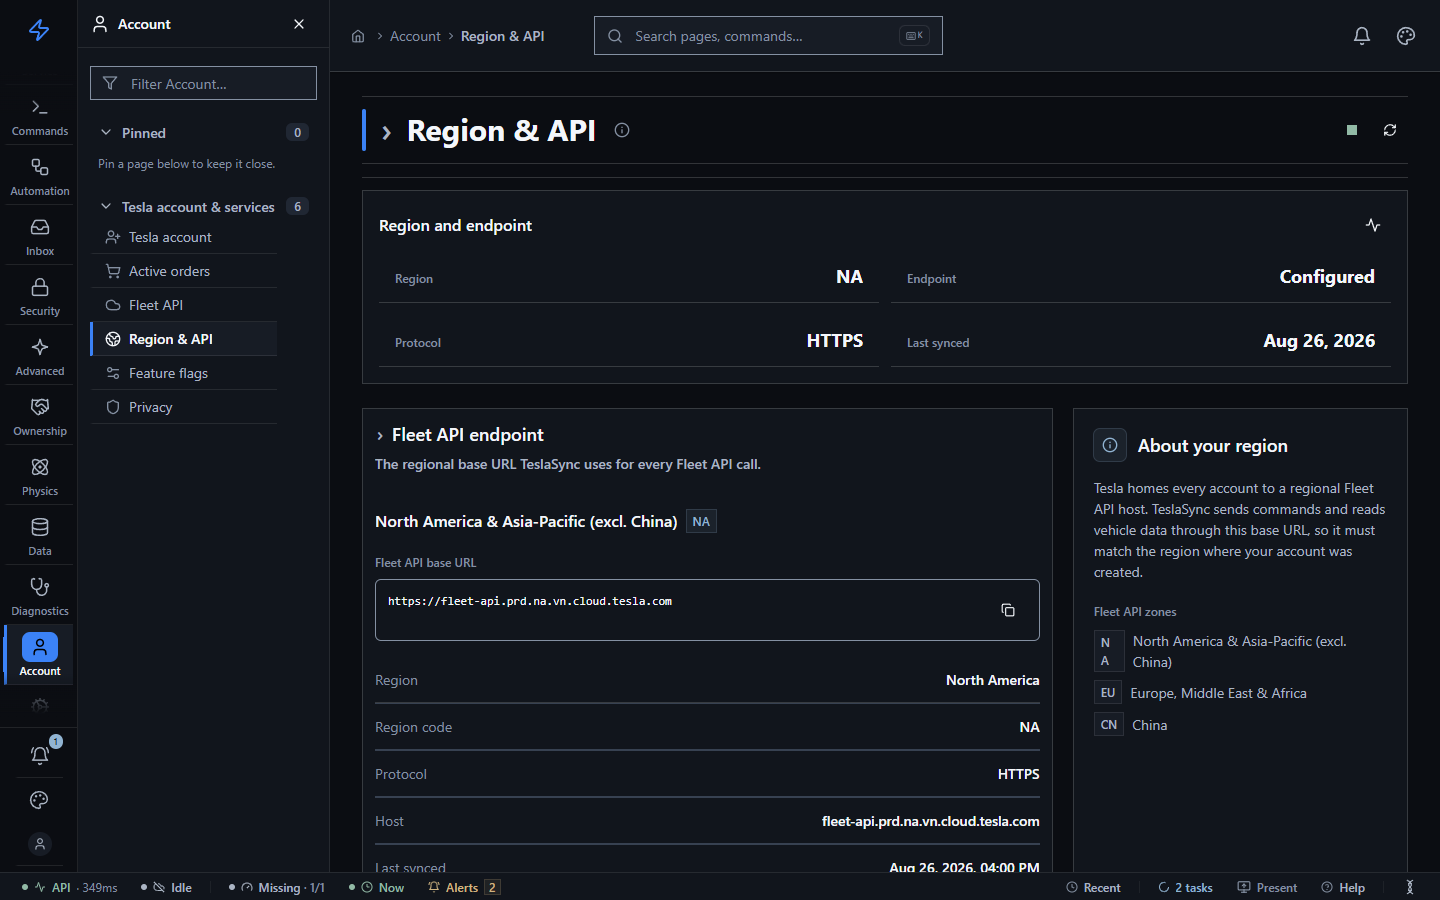 Account
Account
Region & API
Search pages, commands...
K
Filter Account...
Commands
Automation
Inbox
Security
Advanced
Ownership
Physics
Data
Diagnostics
Account
1
Pinned
0
Pin a page below to keep it close.
Tesla account & services
6
Tesla account
Active orders
Fleet API
Region & API
Feature flags
Privacy
Region & API
Region and endpoint
Region
NA
Endpoint
Configured
Protocol
HTTPS
Last synced
Aug 26, 2026
Fleet API endpoint
The regional base URL TeslaSync uses for every Fleet API call.
North America & Asia-Pacific (excl. China)
NA
Fleet API base URL
https://fleet-api.prd.na.vn.cloud.tesla.com
Region
North America
Region code
NA
Protocol
HTTPS
Host
fleet-api.prd.na.vn.cloud.tesla.com
Last synced
Aug 26, 2026, 04:00 PM
About your region
Tesla homes every account to a regional Fleet
API host. TeslaSync sends commands and reads
vehicle data through this base URL, so it must
match the region where your account was
created.
Fleet API zones
NA
North America & Asia-Pacific (excl.
China)
EU
Europe, Middle East & Africa
CN
China
API · 349ms
Idle
Missing · 1/1
Now
Alerts 2
Recent
2 tasks
Present
Help